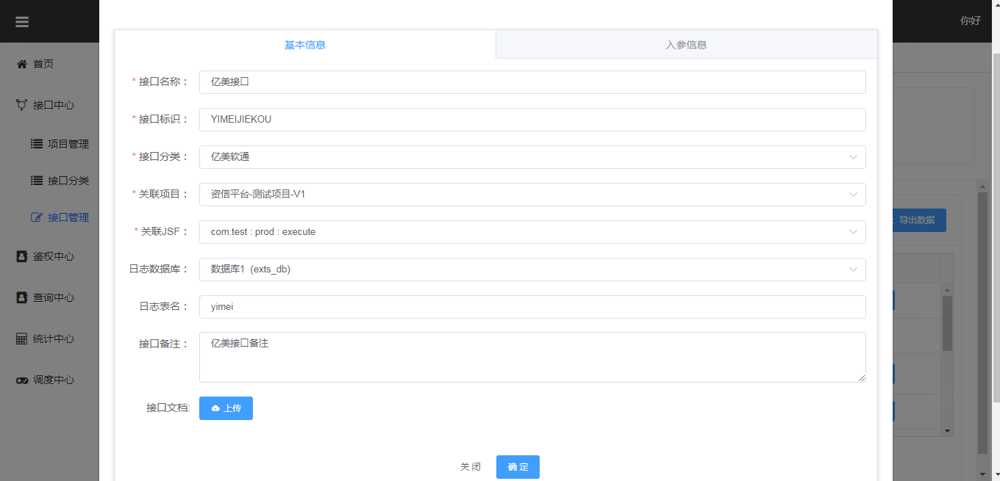 你好
首页
接口中心
项目管理
接口分类
接口管理
鉴权中心
查询中心
统计中心
调度中心
基本信息
入参信息
* 接口名称：
亿美接口
* 接口标识：
YIMEIJIEKOU
* 接口分类：
亿美软通
* 关联项目：
资信平台-测试项目-V1
* 关联JSF：
com.test : prod : execute
日志数据库：
数据库1 (exts_db)
日志表名：
yimei
接口备注：
亿美接口备注
接口文档:
上传
关 闭
确 定
导出数据